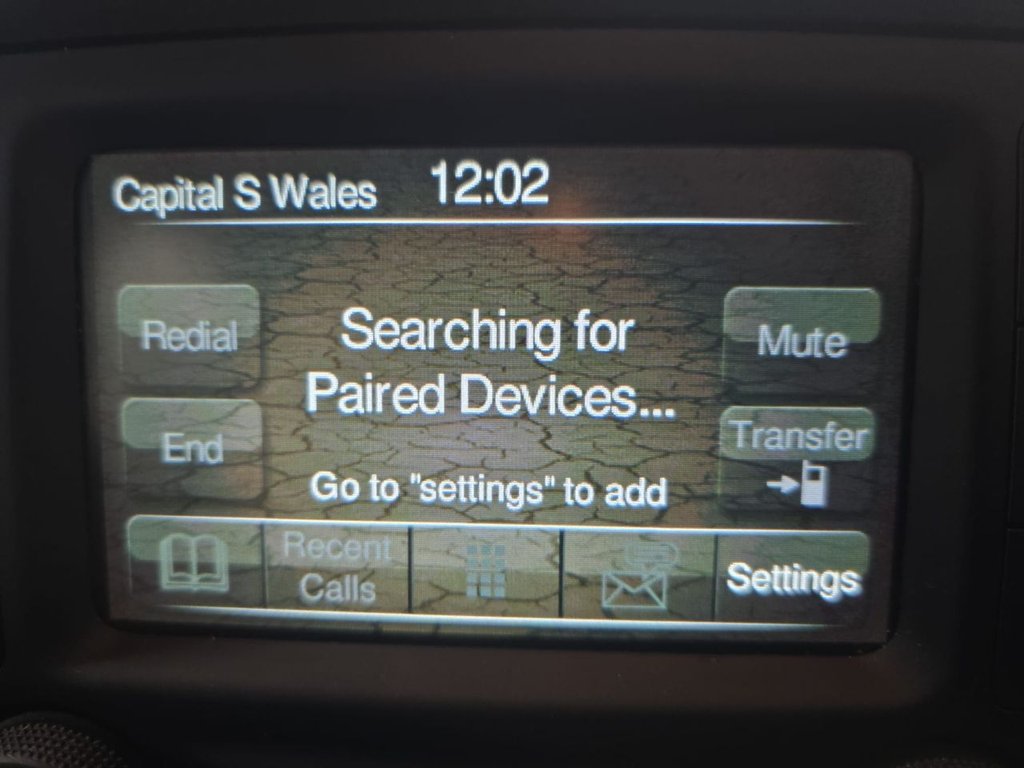 Capital S Wales 12:02
Redial
Searching for
Paired Devices...
Mute
End
Transfer
Go to "settings" to add
Recent
Calls
Settings